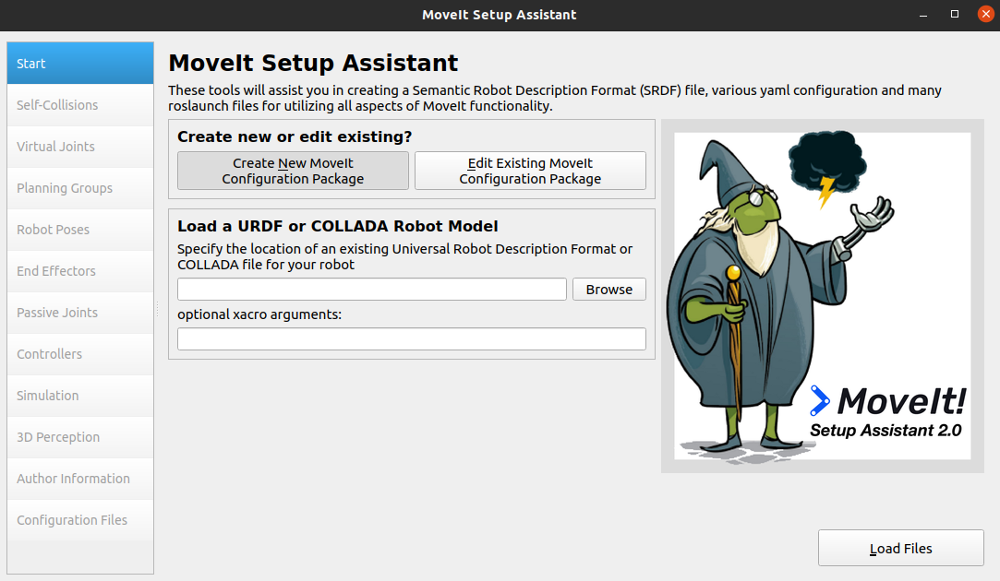 MoveIt Setup Assistant
Start
Self-Collisions
Virtual Joints
Planning Groups
Robot Poses
End Effectors
Passive Joints
Controllers
Simulation
3D Perception
Author Information
Configuration Files
MoveIt Setup Assistant
These tools will assist you in creating a Semantic Robot Description Format (SRDF) file, various yaml configuration and many
roslaunch files for utilizing all aspects of MoveIt functionality.
Create new or edit existing?
Create New MoveIt
Configuration Package
Edit Existing MoveIt
Configuration Package
Load a URDF or COLLADA Robot Model
Specify the location of an existing Universal Robot Description Format or
COLLADA file for your robot
Browse
optional xacro arguments:
MoveIt!
Setup Assistant 2.0
Load Files